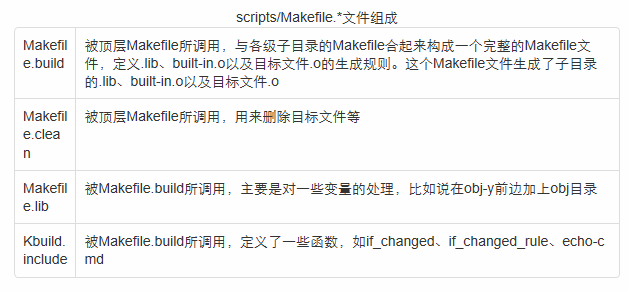 scripts/Makefile.*文件组成
Makefil
e.build
被顶层Makefile所调用，与各级子目录的Makefile合起来构成一个完整的Makefile文
件，定义.lib、built-in.o以及目标文件.o的生成规则。这个Makefile文件生成了子目录
的.lib、built-in.o以及目标文件.o
Makefil
e.clea
n
被顶层Makefile所调用，用来删除目标文件等
Makefil
e.lib
被Makefile.build所调用，主要是对一些变量的处理，比如说在obj-y前边加上obj目录
Kbuild.
include
被Makefile.build所调用，定义了一些函数，如if_changed、if_changed_rule、echo-c
md